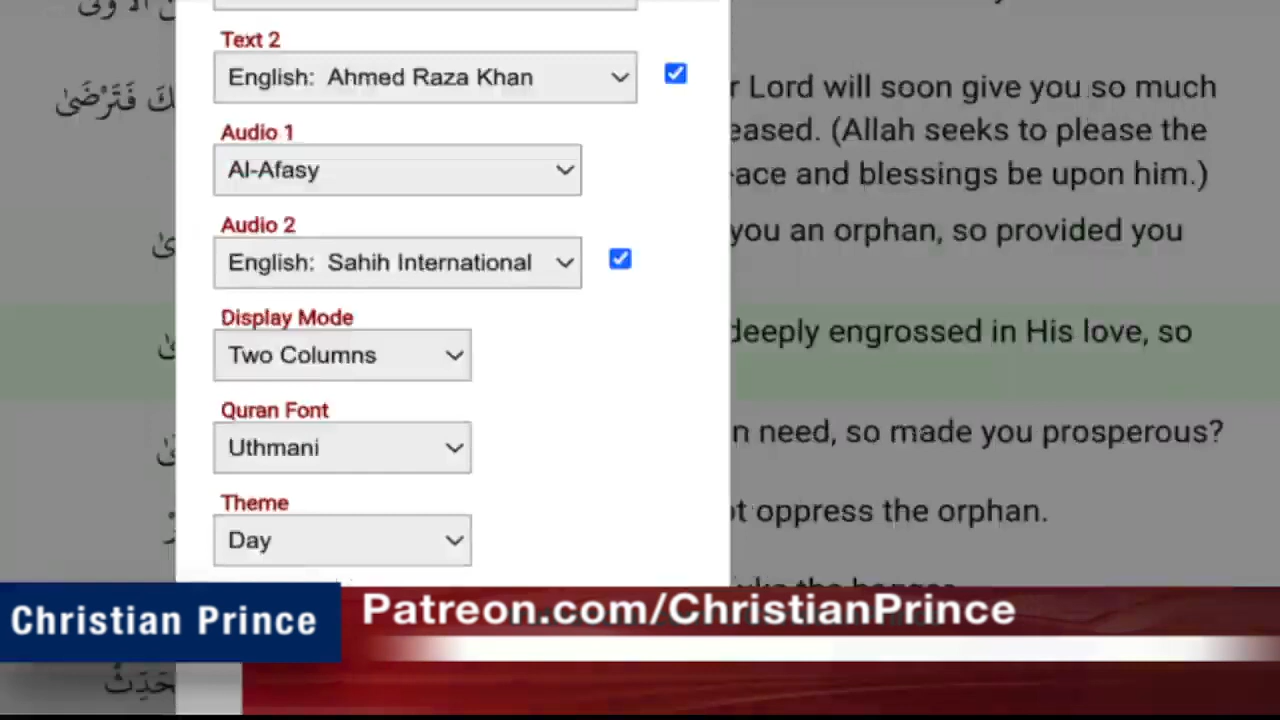 Text 2
English: Ahmed Raza Khan
Lord will soon give you so much
Audio 1
(Allah seeks to please the
Al-Afasy
and blessings be upon him.)
Audio 2
you an orphan, so provided you
English: Sahih International
Display Mode
deeply engrossed in His love, so
Two Columns
Quran Font
need, so made you prosperous?
Uthmani
Theme
oppress the orphan.
Day
Christian Prince
Patreon.com/ChristianPrince
فَتَرْضَىٰ